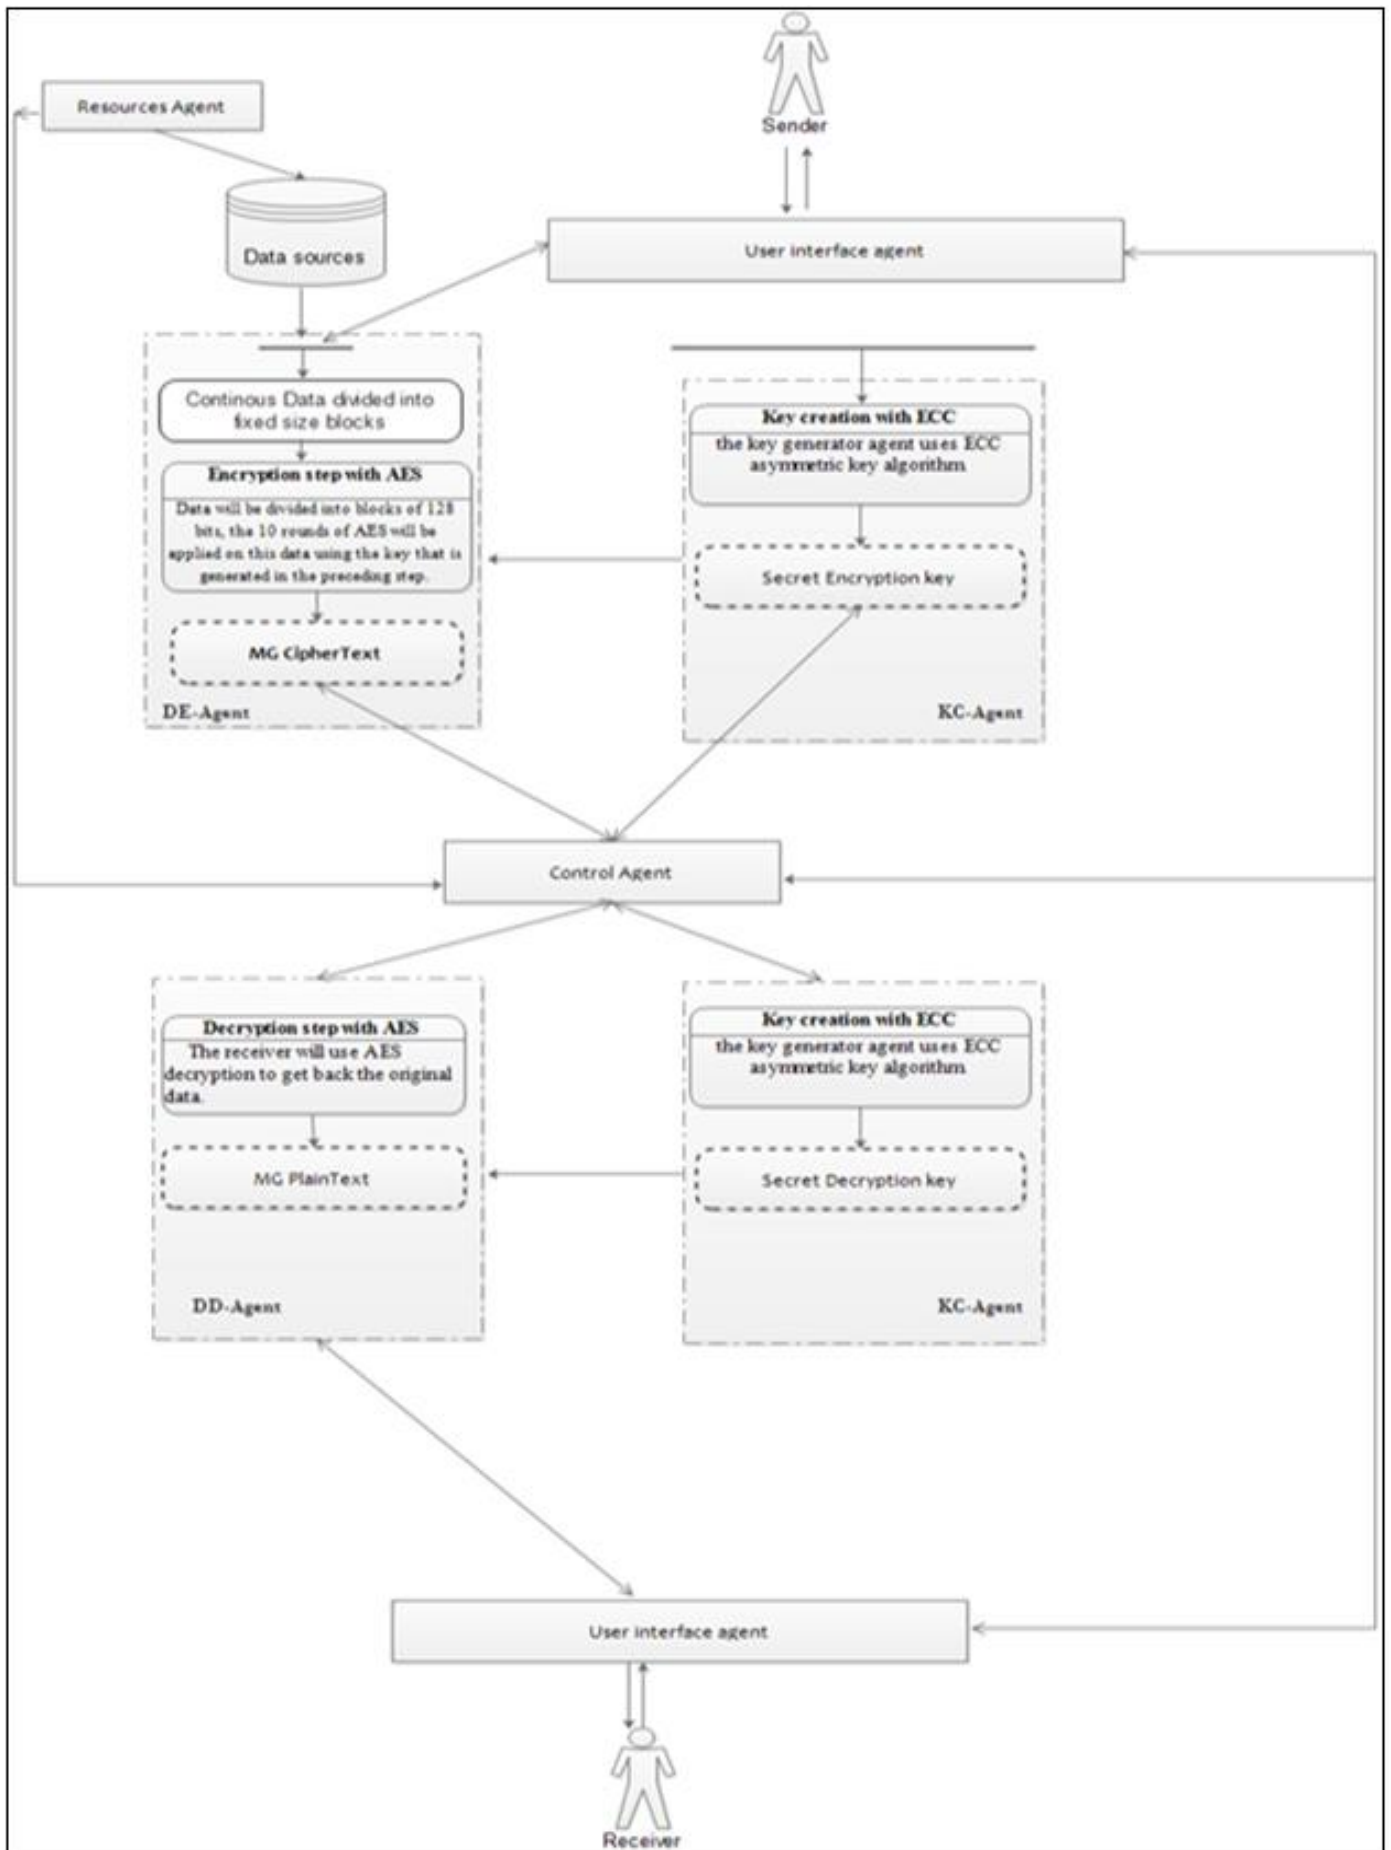 Sender
Resources Agent
Data sources
User interface agent
Continous Data divided into
fixed size blocks
Encryption step with AES
Data will be divided into blocks of 128
bits, the 10 rounds of AES will be
applied on this data using the key that is
generated in the preceding step.
MG CipherText
DE-Agent
Key creation with ECC
the key generator agent uses ECC
asymmetric key algorithm
Secret Encryption key
KC-Agent
Control Agent
Decryption step with AES
The receiver will use AES
decryption to get back the original
data.
MG PlainText
DD-Agent
Key creation with ECC
the key generator agent uses ECC
asymmetric key algorithm
Secret Decryption key
KC-Agent
User interface agent
Receiver